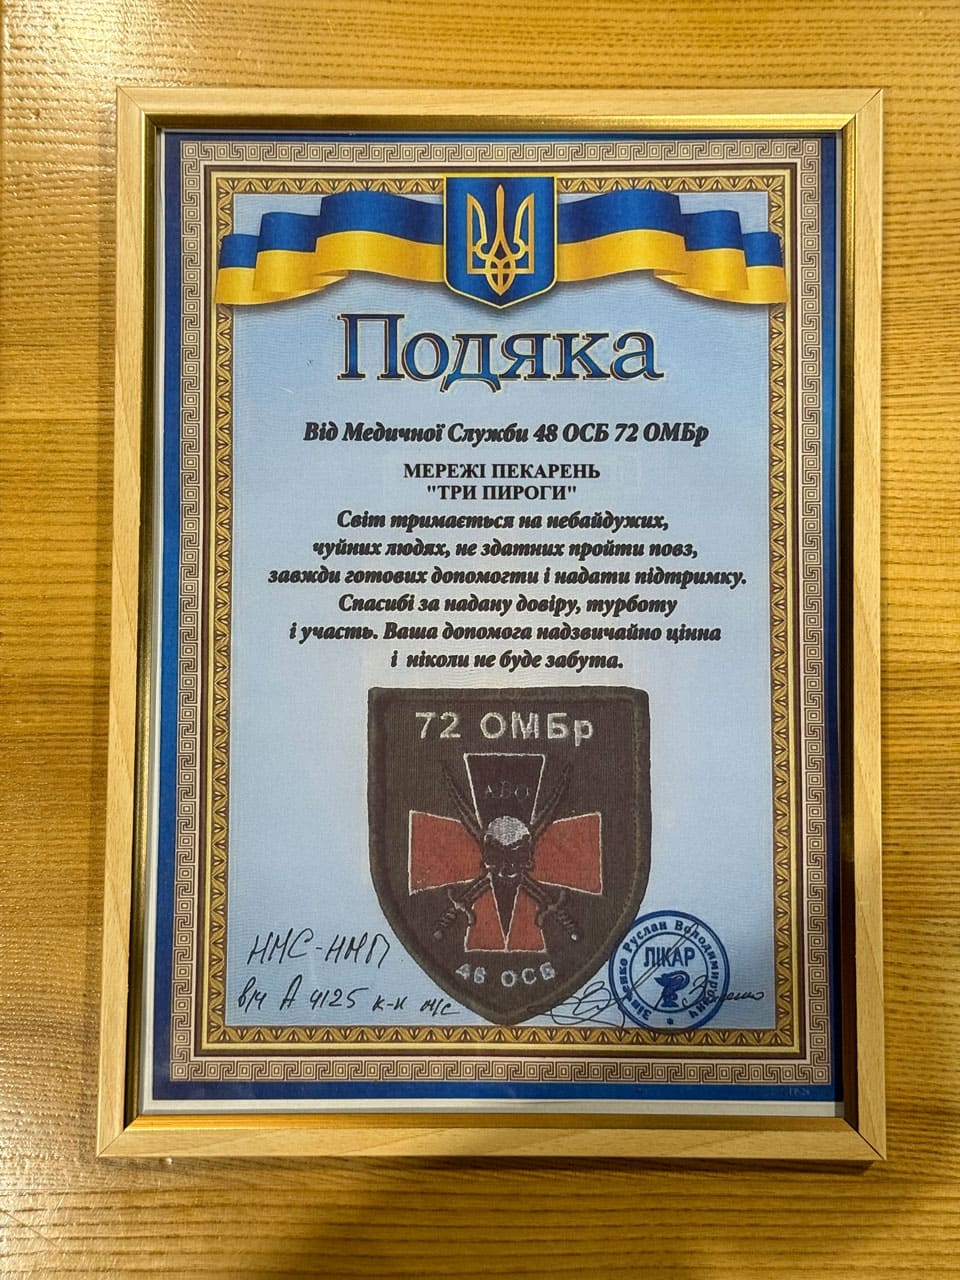 Подяка
Від Медичної Служби 48 ОСБ 72 ОМБр
МЕРЕЖІ ПЕКАРЕНЬ
"ТРИ ПИРОГИ"
Світ тримається на небайдужих,
чуйних людях, не здатних пройти повз,
завжди готових допомогти і надати підтримку.
Спасибі за надану довіру, турботу
і участь. Ваша допомога надзвичайно цінна
і ніколи не буде забута.
72 ОМБр
48 ОСБ
НМС-НМП
в/ч А 4125 к-н м/с
Руслан Володимирович
ЛІКАР